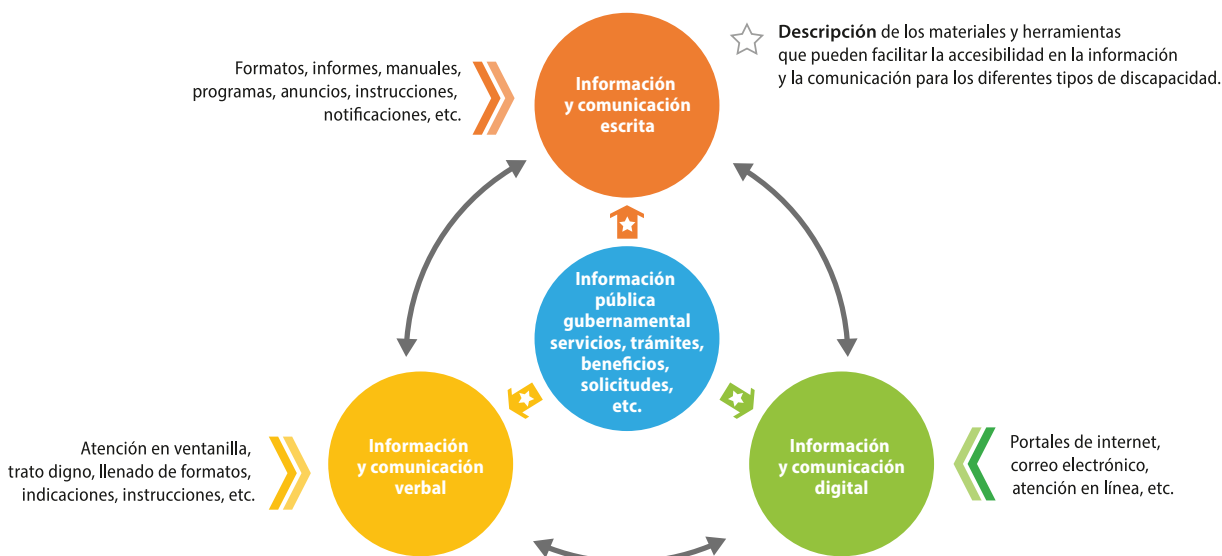 Descripción de los materiales y herramientas
que pueden facilitar la accesibilidad en la información
y la comunicación para los diferentes tipos de discapacidad.
Formatos, informes, manuales,
programas, anuncios, instrucciones,
notificaciones, etc.
Información
y comunicación
escrita
Información
pública
gubernamental
servicios, trámites,
beneficios,
solicitudes,
etc.
Atención en ventanilla,
trato digno, llenado de formatos,
indicaciones, instrucciones, etc.
Información
y comunicación
verbal
Información
y comunicación
digital
Portales de internet,
correo electrónico,
atención en línea, etc.